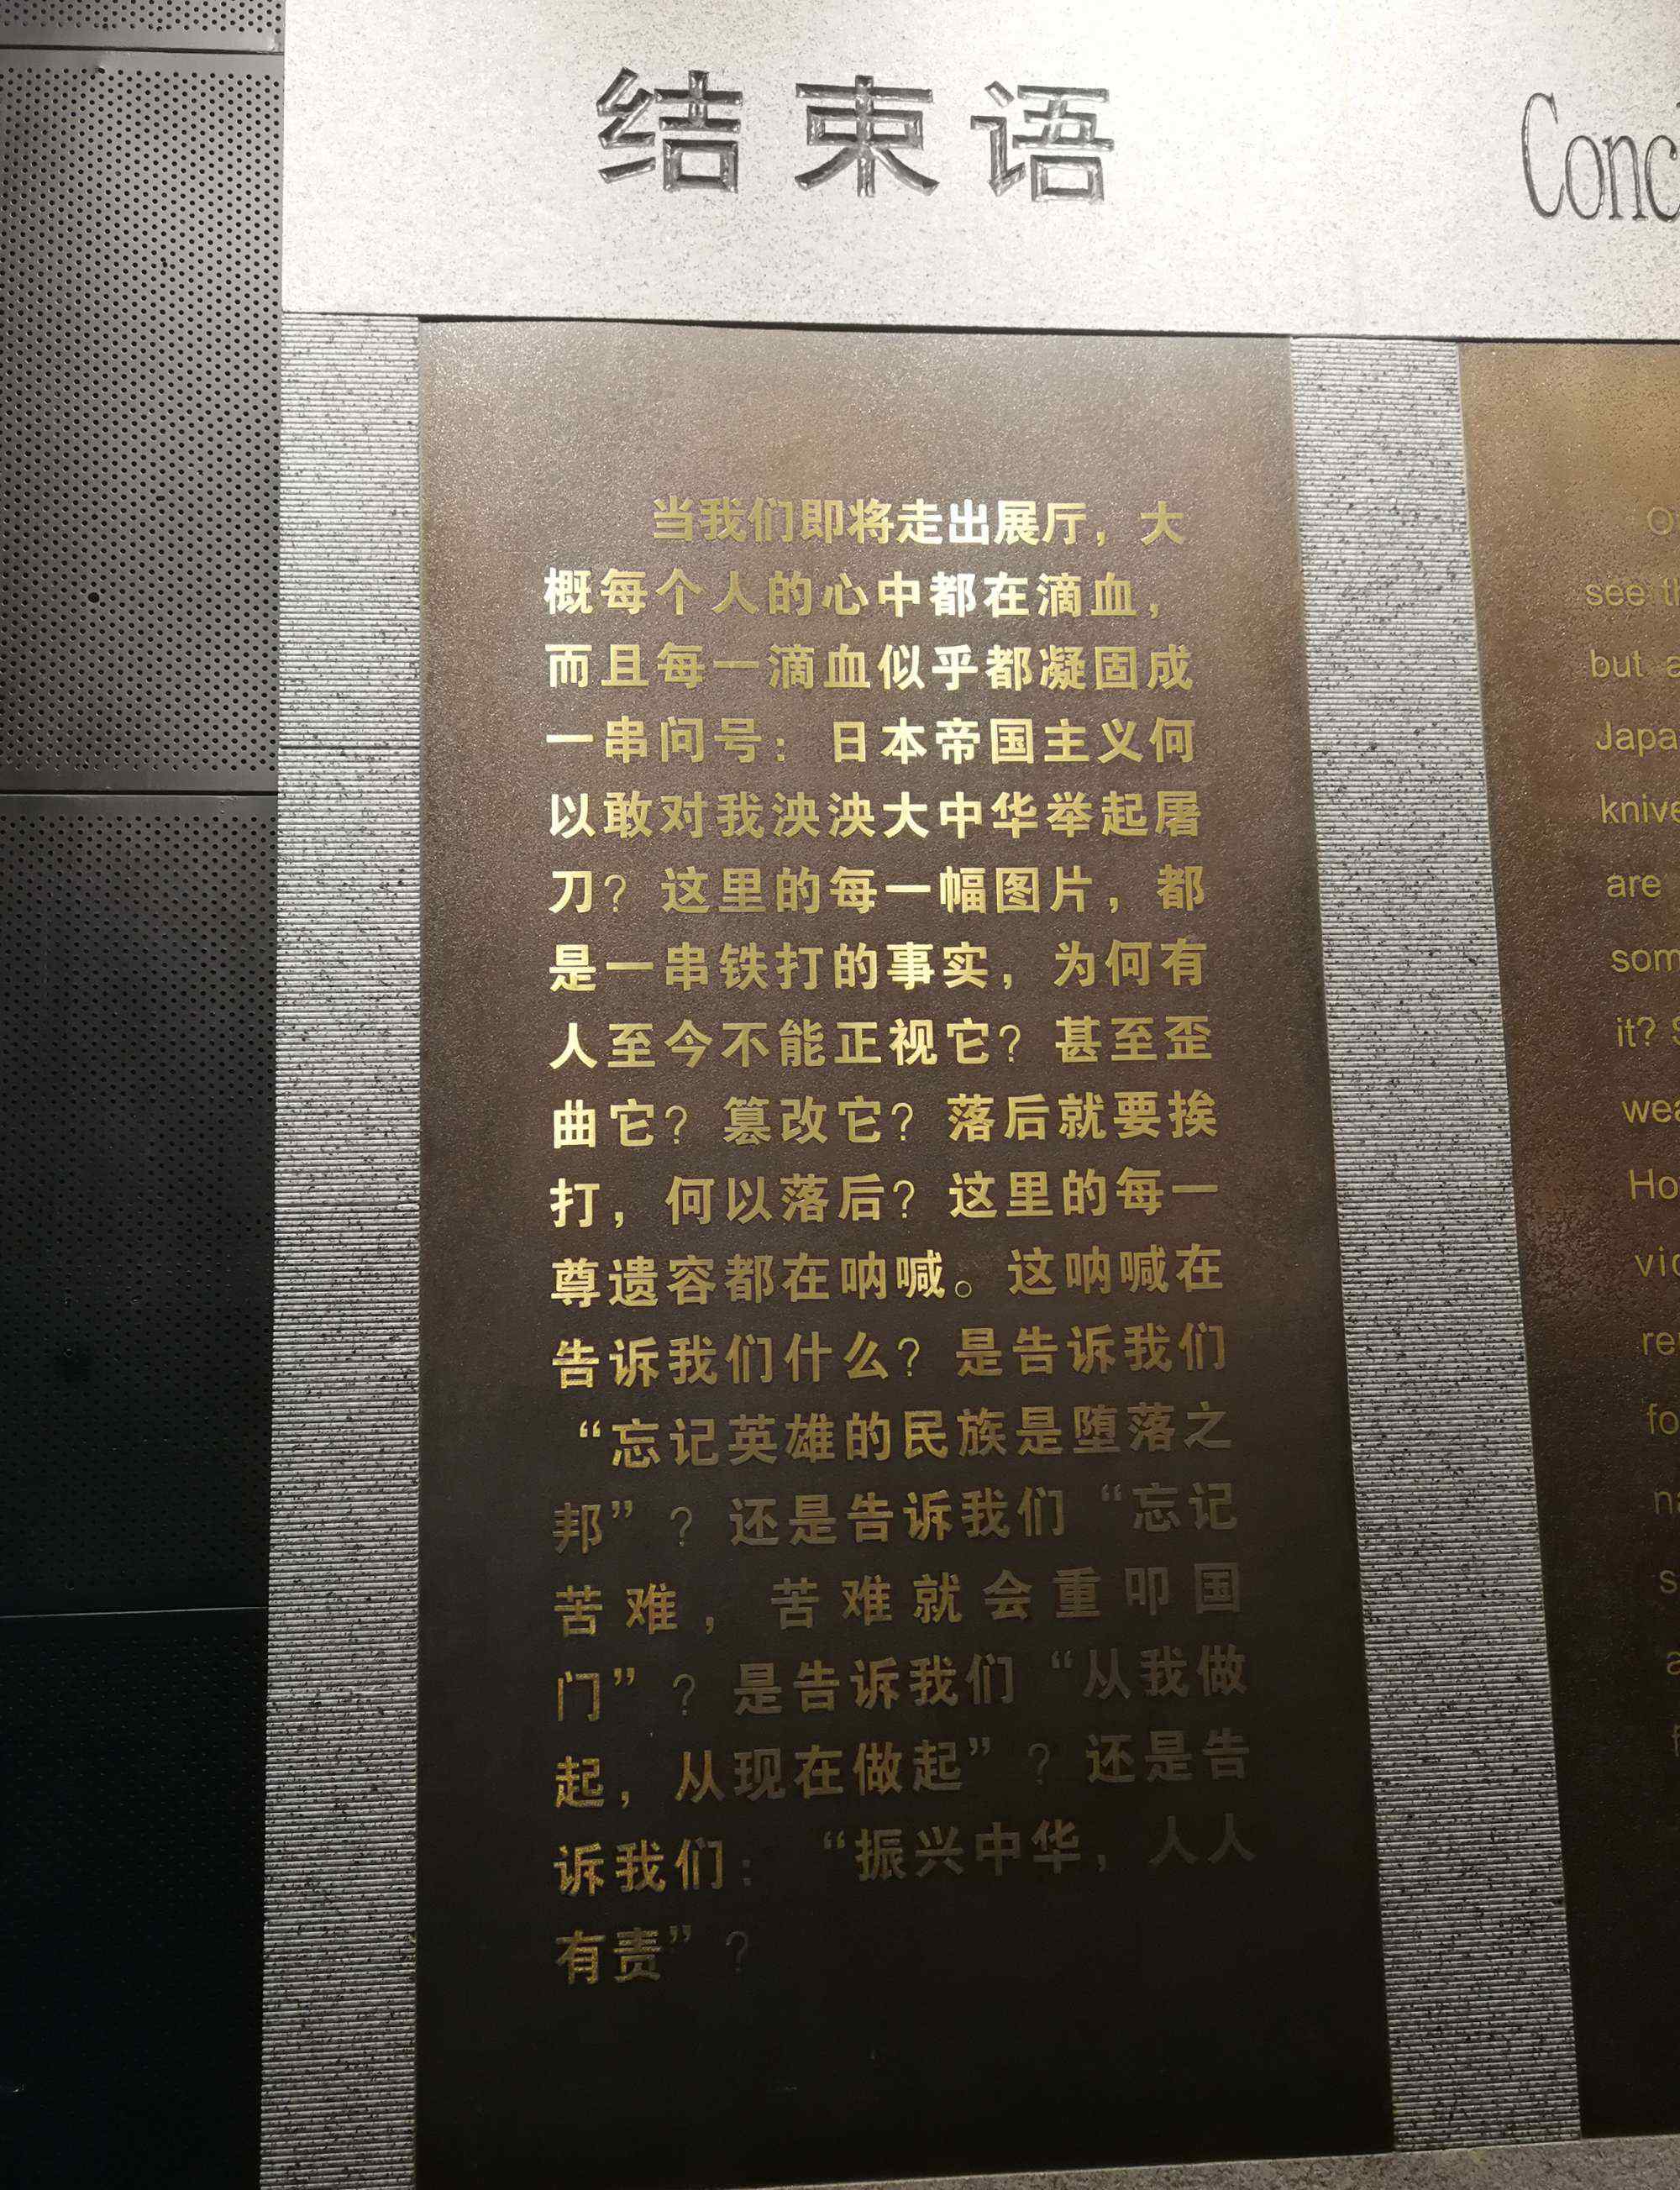 结束语
Conc
当我们即将走出展厅，大
概每个人的心中都在滴血，
而且每一滴血似乎都凝固成
一串问号：日本帝国主义何
以敢对我泱泱大中华举起屠
刀？这里的每一幅图片，都
是一串铁打的事实，为何有
人至今不能正视它？甚至歪
曲它？篡改它？落后就要挨
打，何以落后？这里的每一
尊遗容都在呐喊。这呐喊在
告诉我们什么？是告诉我们
“忘记英雄的民族是堕落之
邦”？还是告诉我们“忘记
苦难，苦难就会重叩国
门”？是告诉我们“从我做
起，从现在做起”？还是告
诉我们：“振兴中华，人人
有责”？
O
see t
but a
Japa
knive
are
som
it? S
wea
Ho
vic
re
fo
n
s
a
f